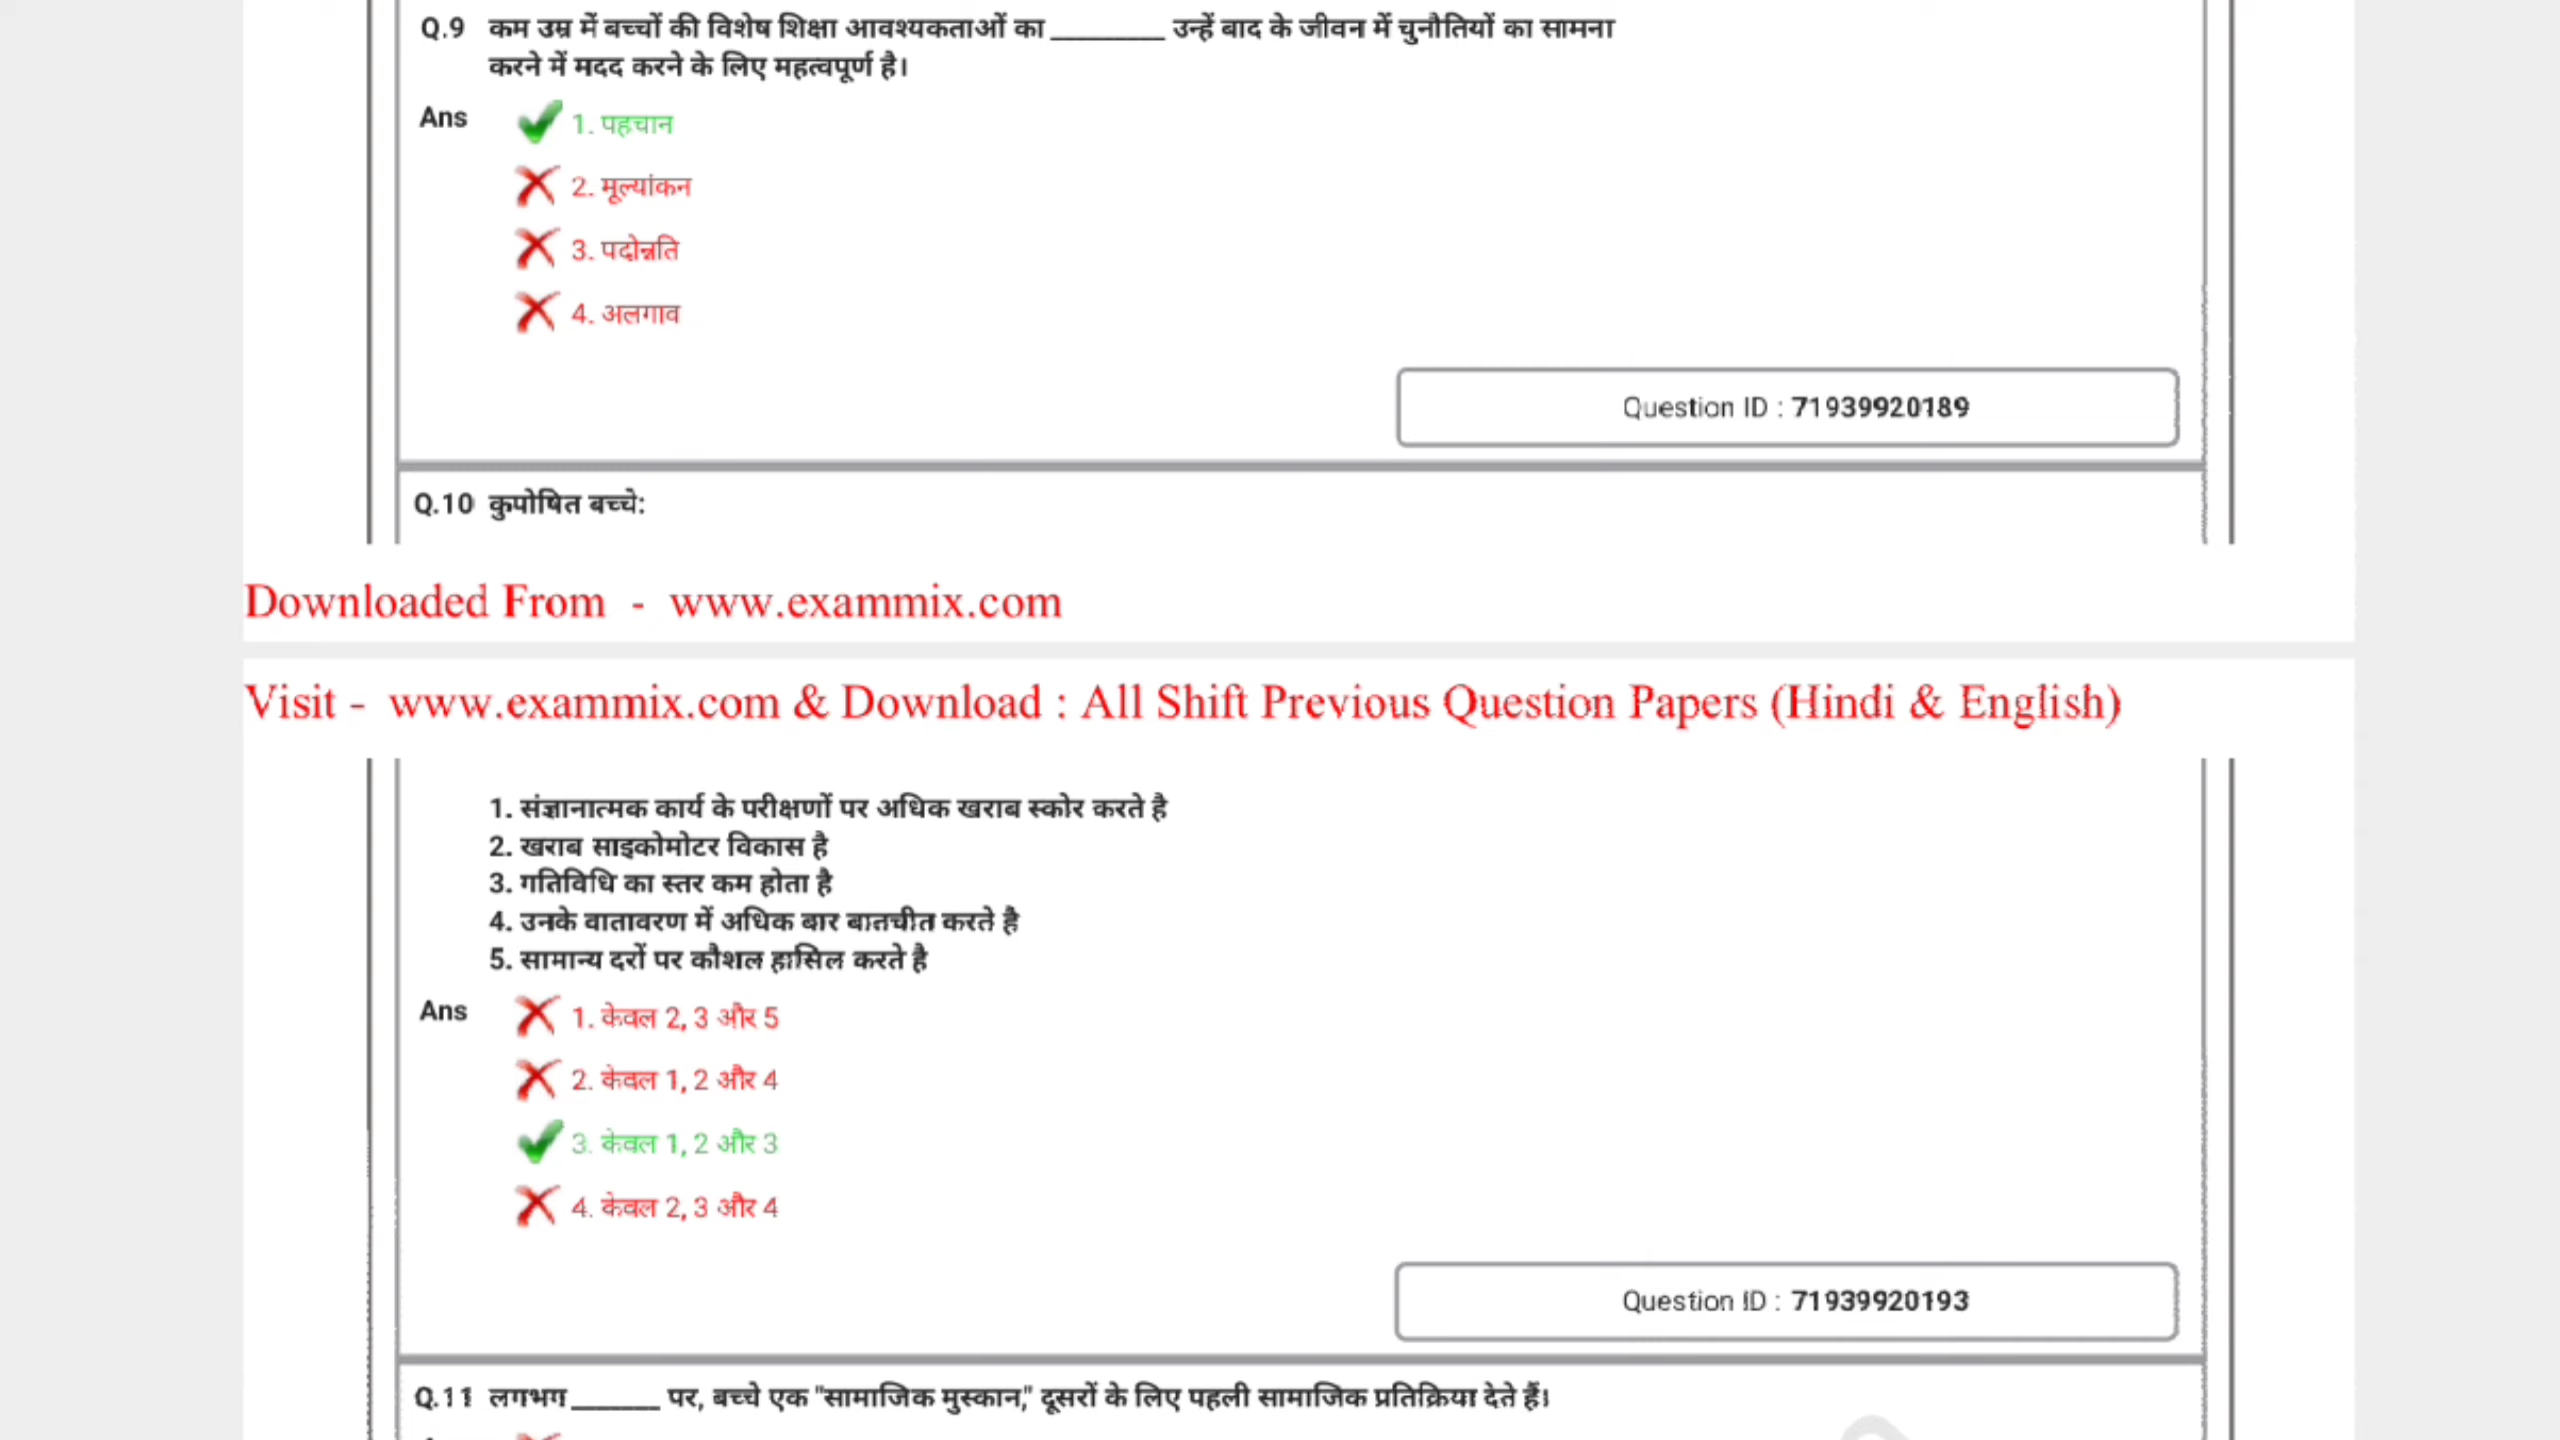 Q.9 कम उम्र में बच्चों की विशेष शिक्षा आवश्यकताओं का ________ उन्हें बाद के जीवन में चुनौतियों का सामना
करने में मदद करने के लिए महत्वपूर्ण है।
Ans 1. पहचान
2. मूल्यांकन
3. पदोन्नति
4. अलगाव
Question ID : 71939920189
Q.10 कुपोषित बच्चे:
Downloaded From - www.exammix.com
Visit - www.exammix.com & Download : All Shift Previous Question Papers (Hindi & English)
1. संज्ञानात्मक कार्य के परीक्षणों पर अधिक खराब स्कोर करते है
2. खराब साइकोमोटर विकास है
3. गतिविधि का स्तर कम होता है
4. उनके वातावरण में अधिक बार बातचीत करते है
5. सामान्य दरों पर कौशल हासिल करते है
Ans 1. केवल 2, 3 और 5
2. केवल 1, 2 और 4
3. केवल 1, 2 और 3
4. केवल 2, 3 और 4
Question ID : 71939920193
Q.11 लगभग ______ पर, बच्चे एक "सामाजिक मुस्कान," दूसरों के लिए पहली सामाजिक प्रतिक्रिया देते हैं।